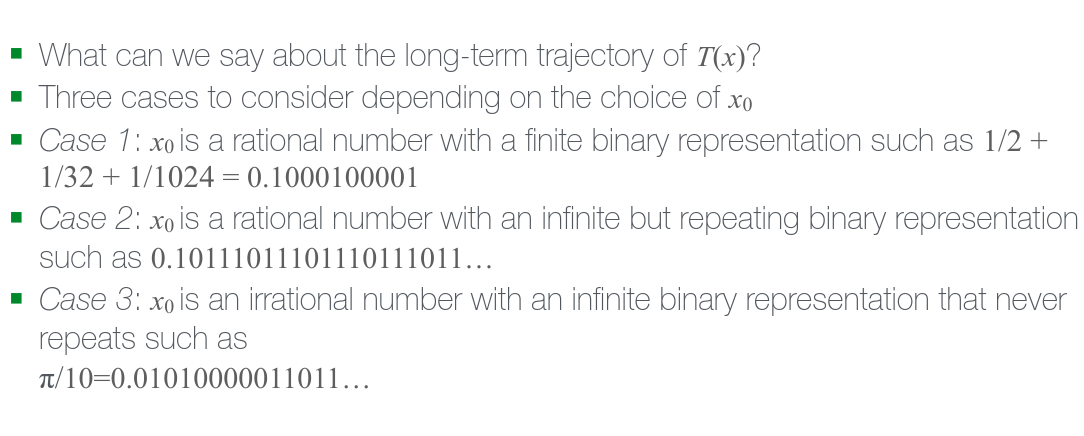 ▪ What can we say about the long-term trajectory of T(x)?
▪ Three cases to consider depending on the choice of x₀
▪ Case 1: x₀ is a rational number with a finite binary representation such as 1/2 +
1/32 + 1/1024 = 0.1000100001
▪ Case 2: x₀ is a rational number with an infinite but repeating binary representation
such as 0.10111011101110111011…
▪ Case 3: x₀ is an irrational number with an infinite binary representation that never
repeats such as
π/10=0.01010000011011…